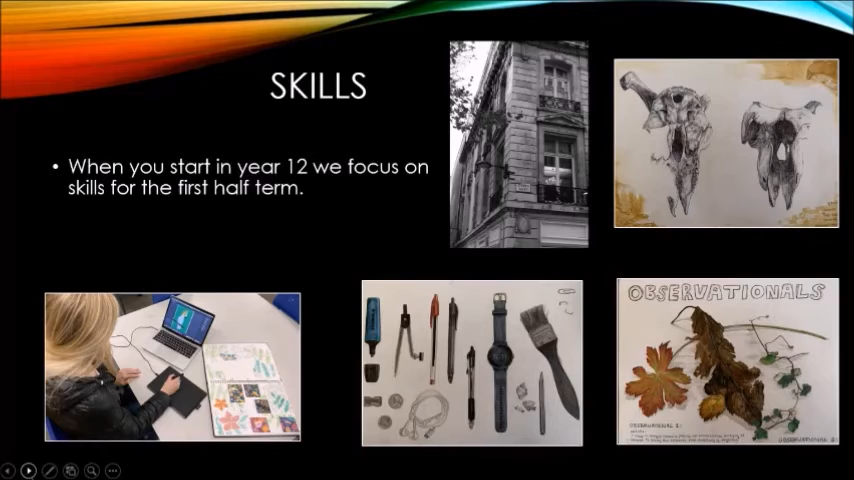 SKILLS
• When you start in year 12 we focus on
skills for the first half term.
OBSERVATIONALS